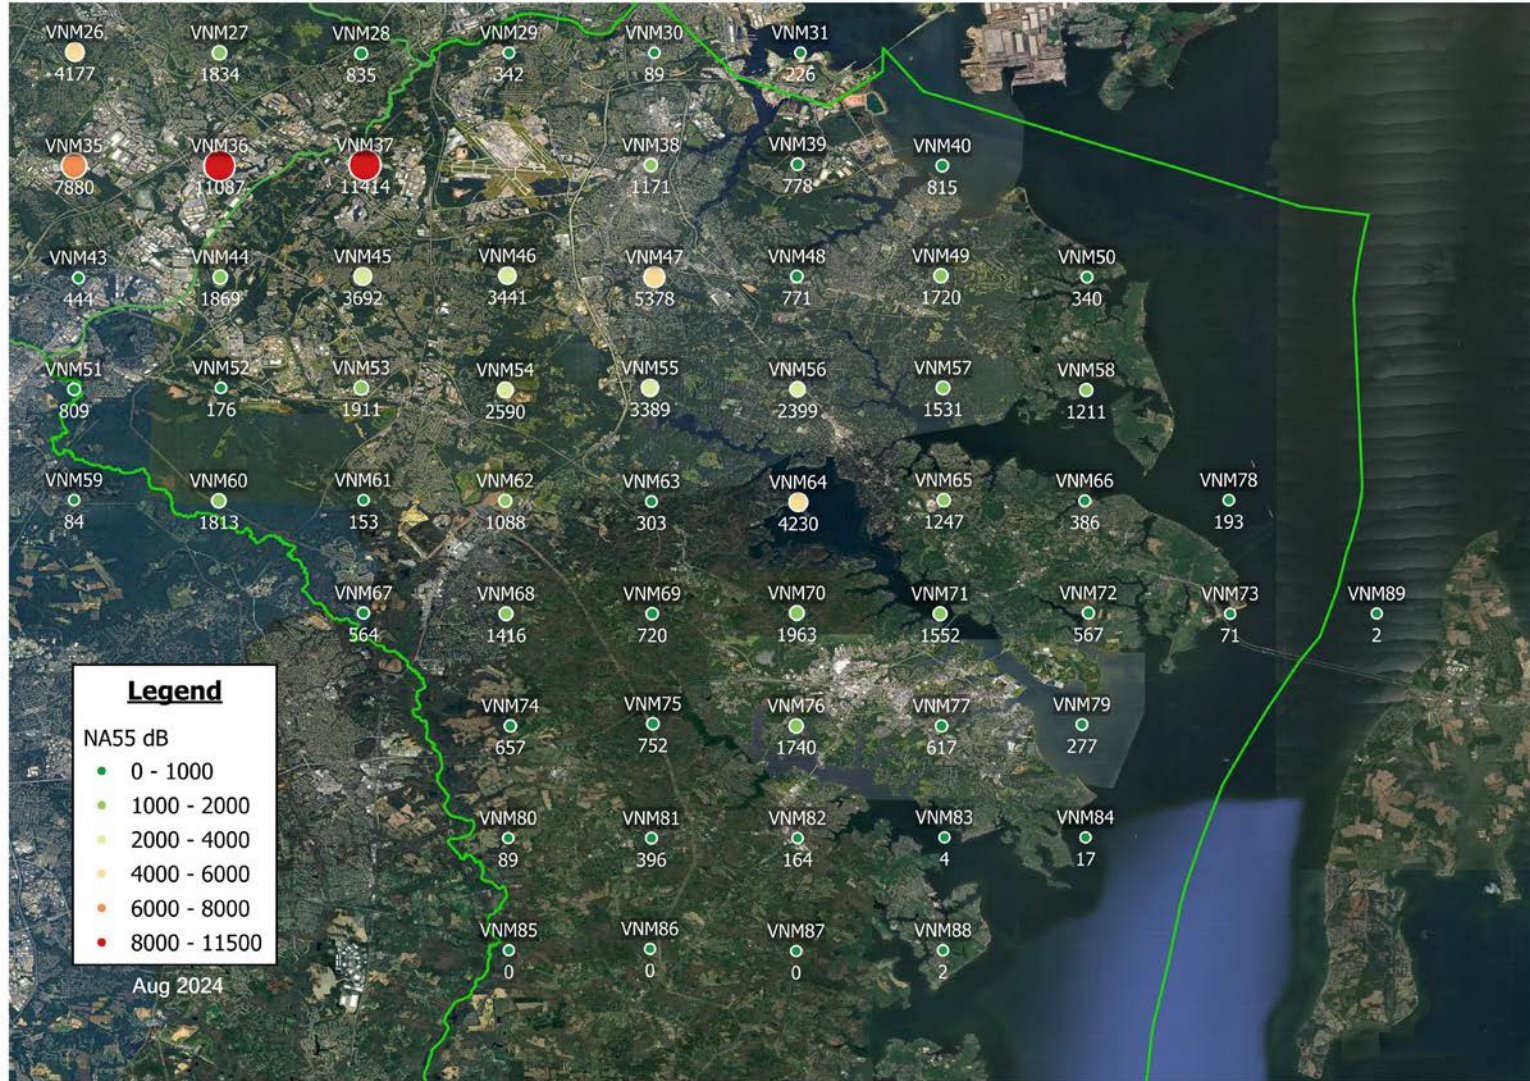 VNM26 VNM27 VNM28 VNM29 VNM30 VNM31
4177 1834 835 342 89 226
VNM35 VNM36 VNM37 VNM38 VNM39 VNM40
7880 11087 11414 1171 778 815
VNM43 VNM44 VNM45 VNM46 VNM47 VNM48 VNM49 VNM50
444 1869 3692 3441 5378 771 1720 340
VNM51 VNM52 VNM53 VNM54 VNM55 VNM56 VNM57 VNM58
809 176 1911 2590 3389 2399 1531 1211
VNM59 VNM60 VNM61 VNM62 VNM63 VNM64 VNM65 VNM66 VNM78
84 1813 153 1088 303 4230 1247 386 193
VNM67 VNM68 VNM69 VNM70 VNM71 VNM72 VNM73 VNM89
564 1416 720 1963 1552 567 71 2
VNM74 VNM75 VNM76 VNM77 VNM79
657 752 1740 617 277
VNM80 VNM81 VNM82 VNM83 VNM84
89 396 164 4 17
VNM85 VNM86 VNM87 VNM88
0 0 0 2
Legend
NA55 dB
0 - 1000
1000 - 2000
2000 - 4000
4000 - 6000
6000 - 8000
8000 - 11500
Aug 2024